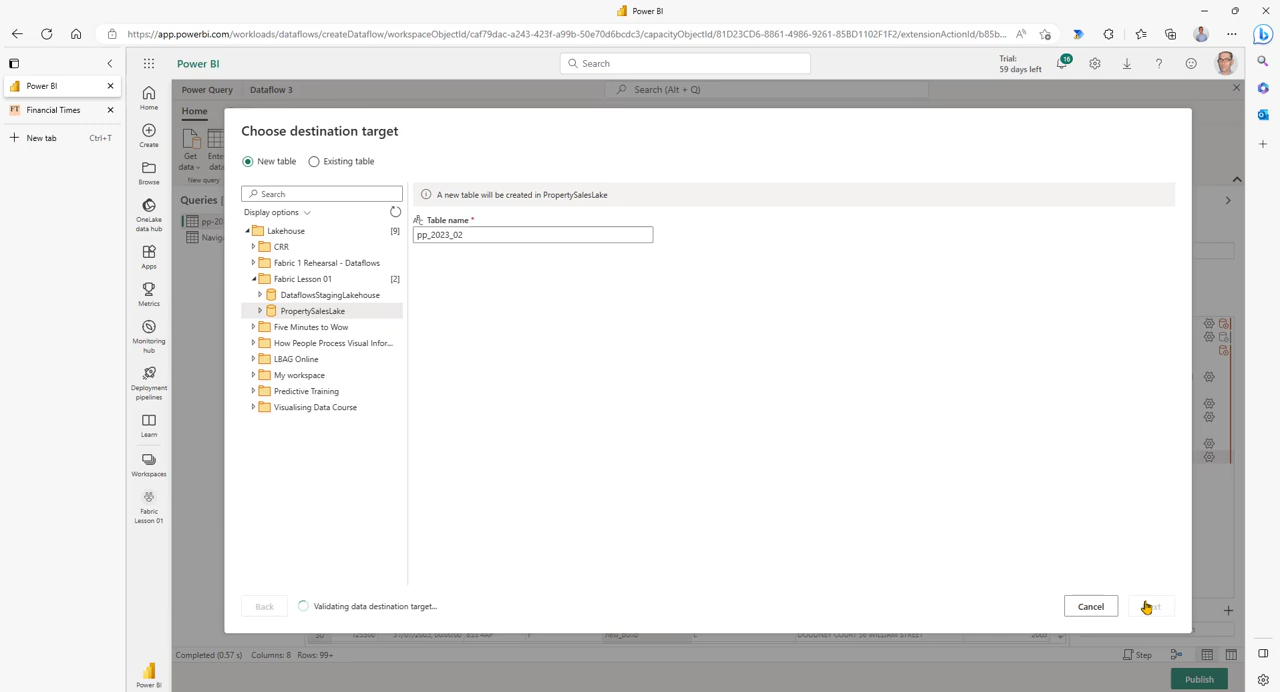 Power BI
https://app.powerbi.com/workloads/dataflows/createDataflow/workspaceObjectId/caf79dac-a243-423f-a99b-50e70d6bcdc3/capacityObjectId/81D23CD6-8861-4986-9261-85BD1102F1F2/extensionActionId/b85b...
Power BI
Financial Times
New tab Ctrl+T
Power BI
Search
Trial:
59 days left
16
Home
Create
Browse
OneLake
data hub
Apps
Metrics
Monitoring
hub
Deployment
pipelines
Learn
Workspaces
Fabric
Lesson 01
Power BI
Power Query Dataflow 3
Search (Alt + Q)
Home
Get
data
New query
Queries
Choose destination target
New table Existing table
Search
Display options
Lakehouse [9]
CRR
Fabric 1 Rehearsal - Dataflows
Fabric Lesson 01 [2]
DataflowsStagingLakehouse
PropertySalesLake
Five Minutes to Wow
How People Process Visual Infor...
LBAG Online
My workspace
Predictive Training
Visualising Data Course
A new table will be created in PropertySalesLake
Table name *
pp_2023_02
Back
Validating data destination target...
Cancel
Completed (0.57 s) Columns: 8 Rows: 99+
Step
Publish